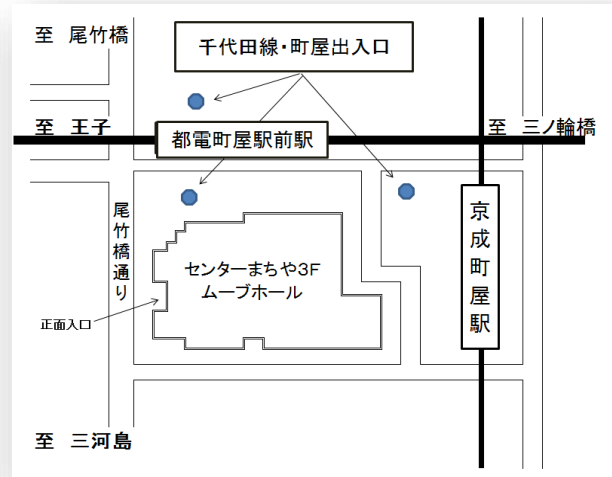 至 尾竹橋
千代田線・町屋出入口
至 王子
都電町屋駅前駅
至 三ノ輪橋
尾竹橋通り
センターまちや3F
ムーブホール
京成町屋駅
正面入口
至 三河島